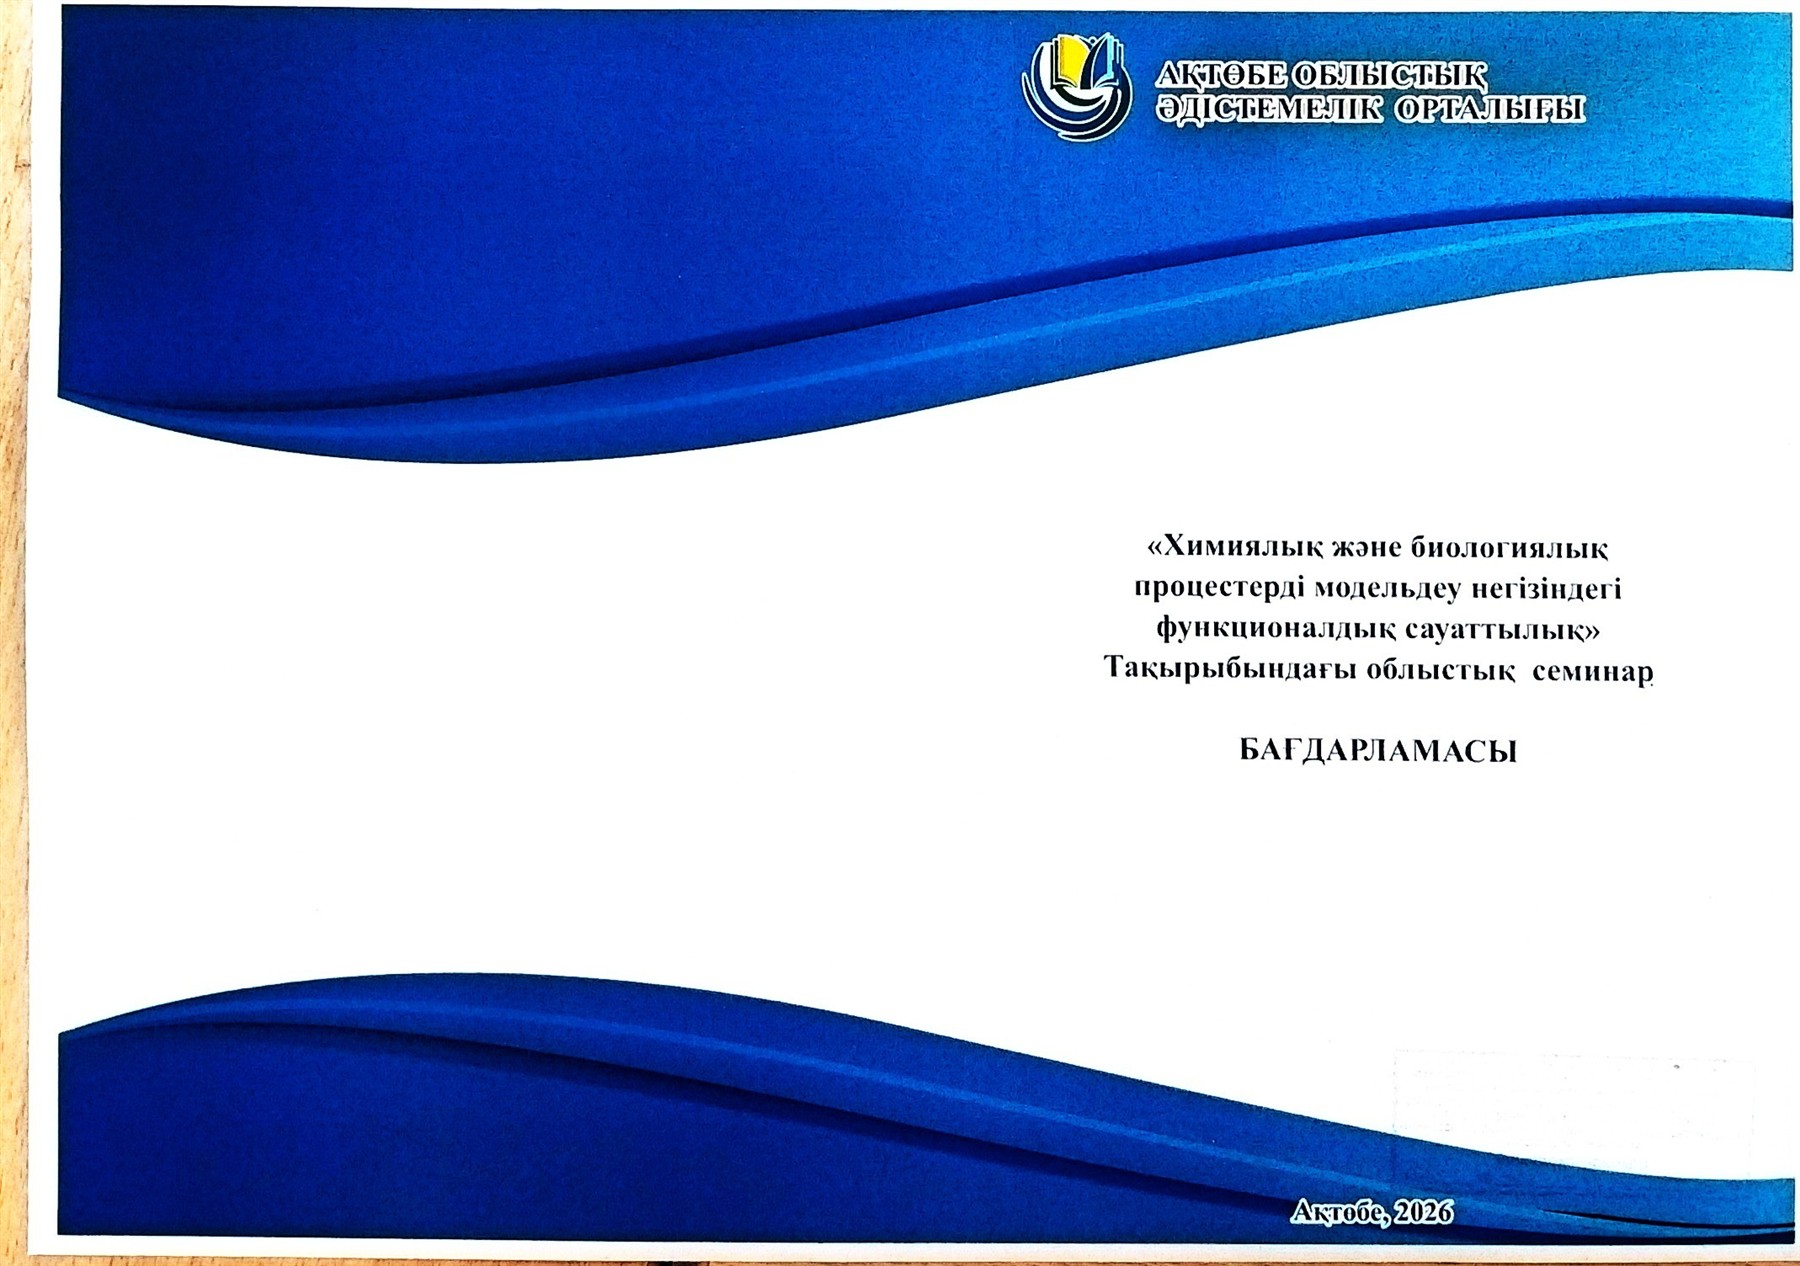 АҚТӨБЕ ОБЛЫСТЫҚ
ӘДІСТЕМЕЛІК ОРТАЛЫҒЫ
«Химиялық және биологиялық
процестерді модельдеу негізіндегі
функционалдық сауаттылық»
Тақырыбындағы облыстық семинар
БАҒДАРЛАМАСЫ
Ақтөбе, 2026